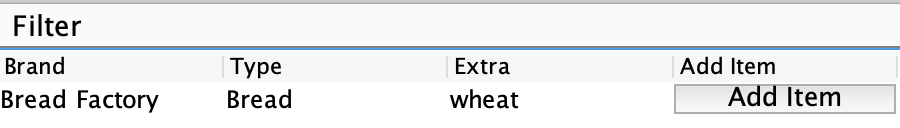 Filter
Brand Type Extra Add Item
Bread Factory Bread wheat Add Item